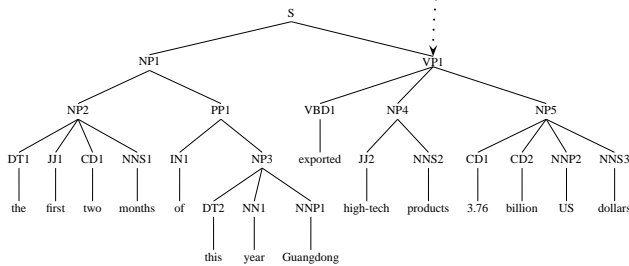 S
NP1 VP1
NP2 PP1 VBD1 NP4 NP5
DT1 JJ1 CD1 NNS1 IN1 NP3 exported JJ2 NNS2 CD1 CD2 NNP2 NNS3
the first two months of DT2 NN1 NNP1 high-tech products 3.76 billion US dollars
this year Guangdong